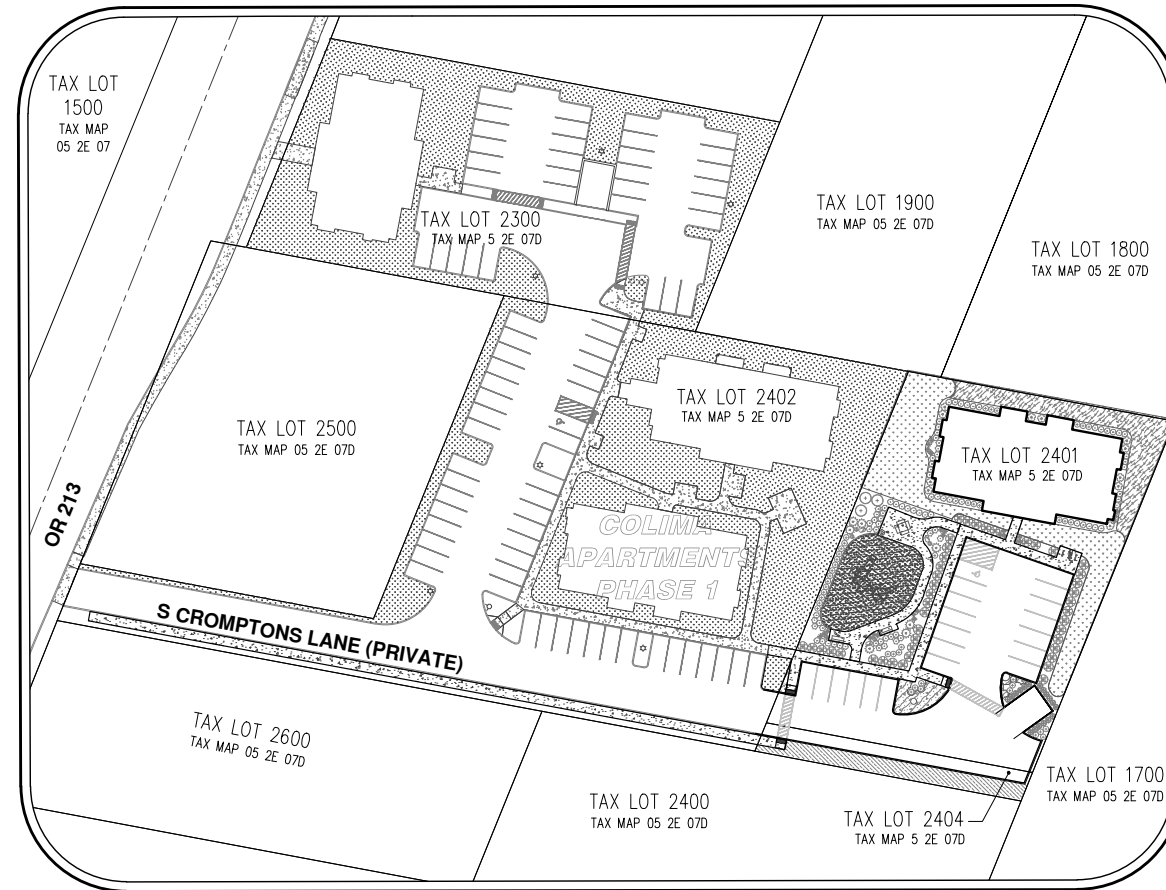 TAX LOT
1500
TAX MAP
05 2E 07
TAX LOT 1900
TAX MAP 05 2E 07D
TAX LOT 2300
TAX MAP 5 2E 07D
TAX LOT 1800
TAX MAP 05 2E 07D
TAX LOT 2402
TAX MAP 5 2E 07D
TAX LOT 2500
TAX MAP 05 2E 07D
TAX LOT 2401
TAX MAP 5 2E 07D
OR 213
COLIMA
APARTMENTS
PHASE 1
S CROMPTONS LANE (PRIVATE)
TAX LOT 2600
TAX MAP 05 2E 07D
TAX LOT 1700
TAX MAP 05 2E 07D
TAX LOT 2400
TAX MAP 05 2E 07D
TAX LOT 2404
TAX MAP 5 2E 07D